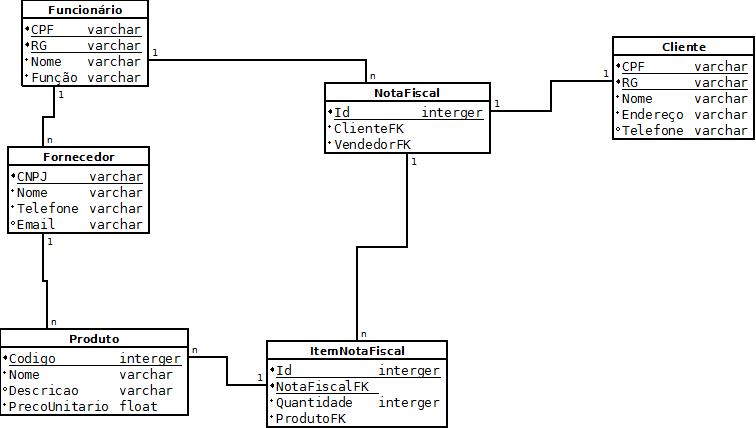 Funcionário
CPF varchar
RG varchar
Nome varchar
Função varchar
1
n
1
n
Cliente
CPF varchar
RG varchar
Nome varchar
Endereço varchar
Telefone varchar
1
NotaFiscal
Id interger
ClienteFK
VendedorFK
1
1
n
Fornecedor
CNPJ varchar
Nome varchar
Telefone varchar
Email varchar
1
n
Produto
Codigo interger
Nome varchar
Descricao varchar
PrecoUnitario float
n
1
ItemNotaFiscal
Id interger
NotaFiscalFK
Quantidade interger
ProdutoFK